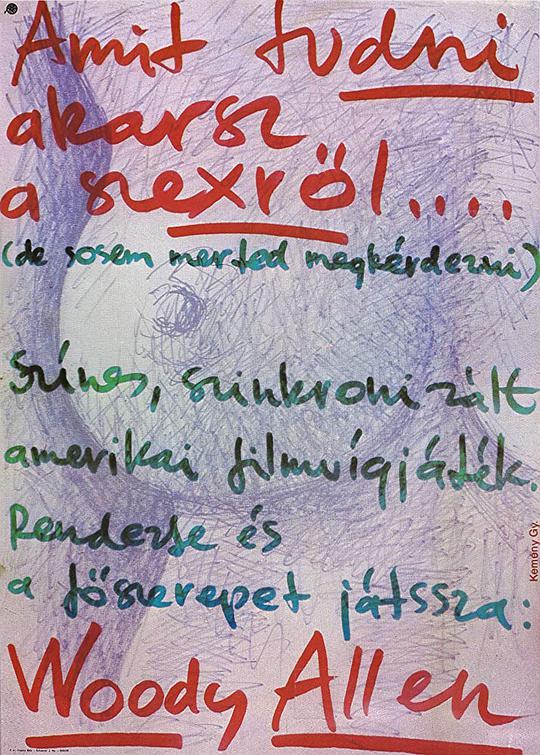 Amit tudni
akarsz
a szexről....
(de sosem merted megkérdezni)
Színes, szinkronizált
amerikai filmvígjáték.
Rendezte és
a főszerepet játssza:
Kemény Gy.
Woody Allen